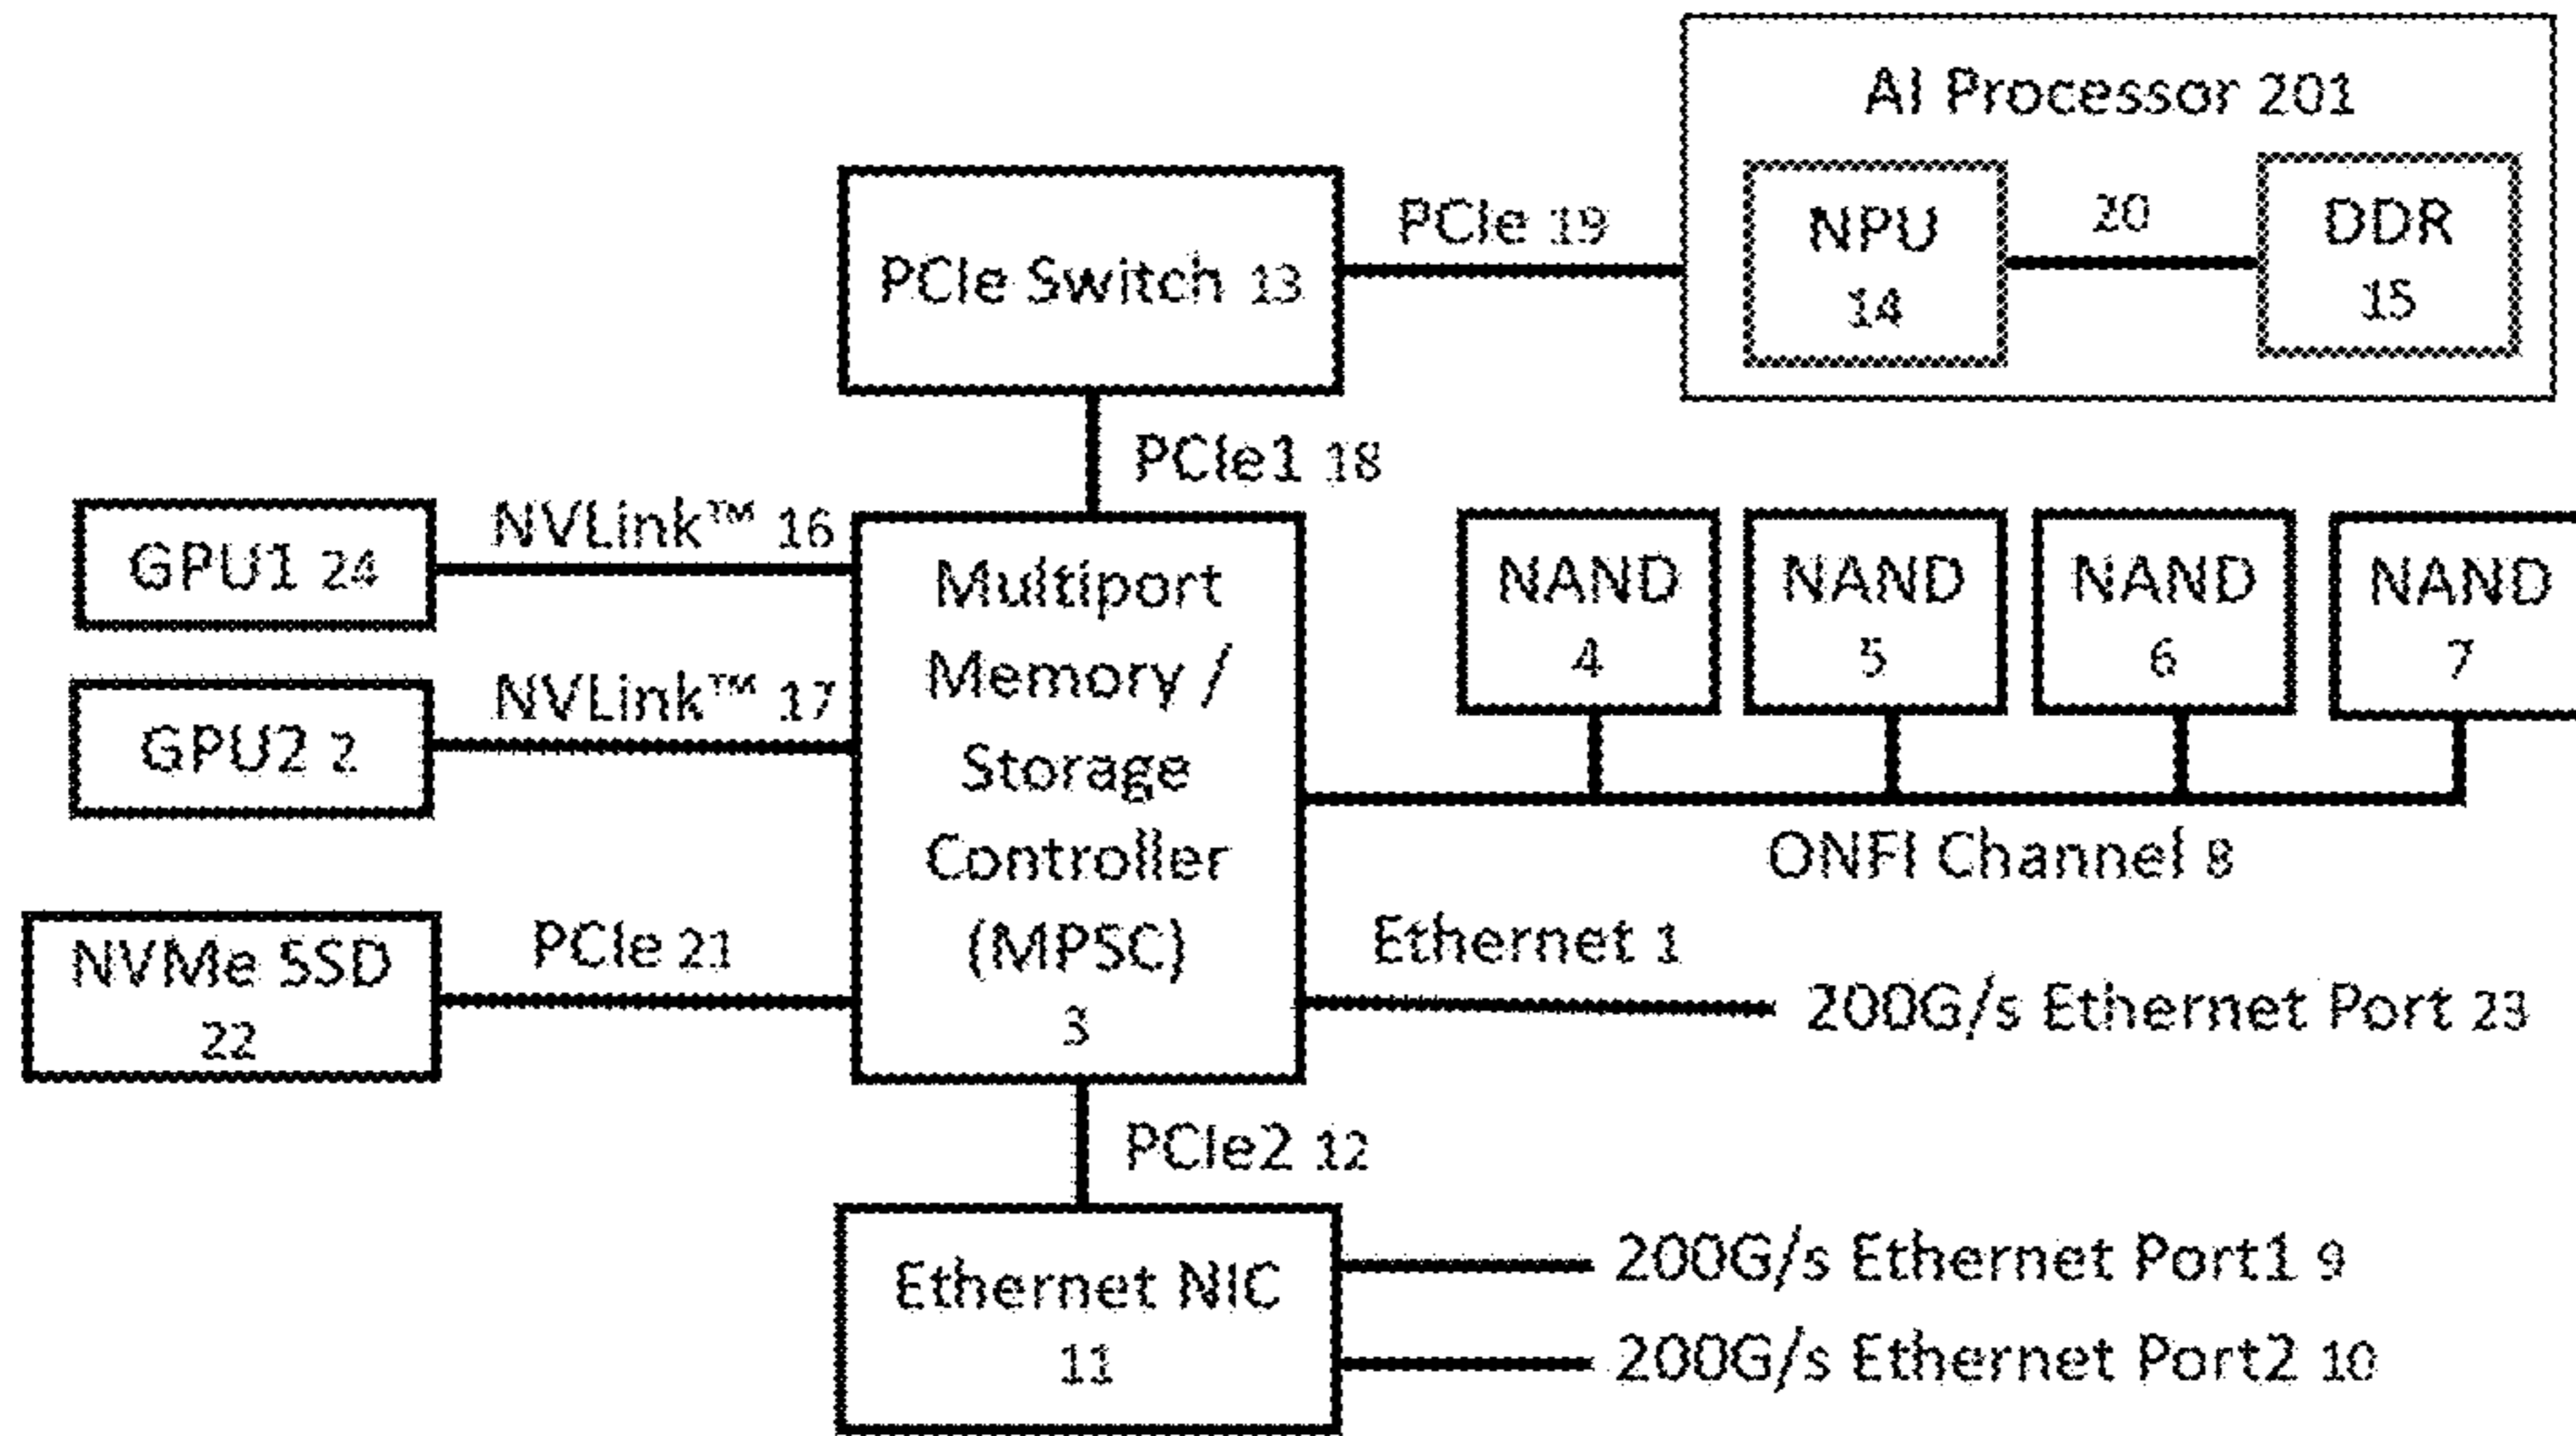 AI Processor 201
NPU
14
20
DDR
15
PCIe Switch 13
PCIe 19
PCIe1 18
GPU1 24
NVLink™ 16
GPU2 2
NVLink™ 17
NVMe SSD
22
PCIe 21
Multiport
Memory /
Storage
Controller
(MPSC)
3
NAND
4
NAND
5
NAND
6
NAND
7
ONFI Channel 8
Ethernet 1
200G/s Ethernet Port 23
PCIe2 12
Ethernet NIC
11
200G/s Ethernet Port1 9
200G/s Ethernet Port2 10